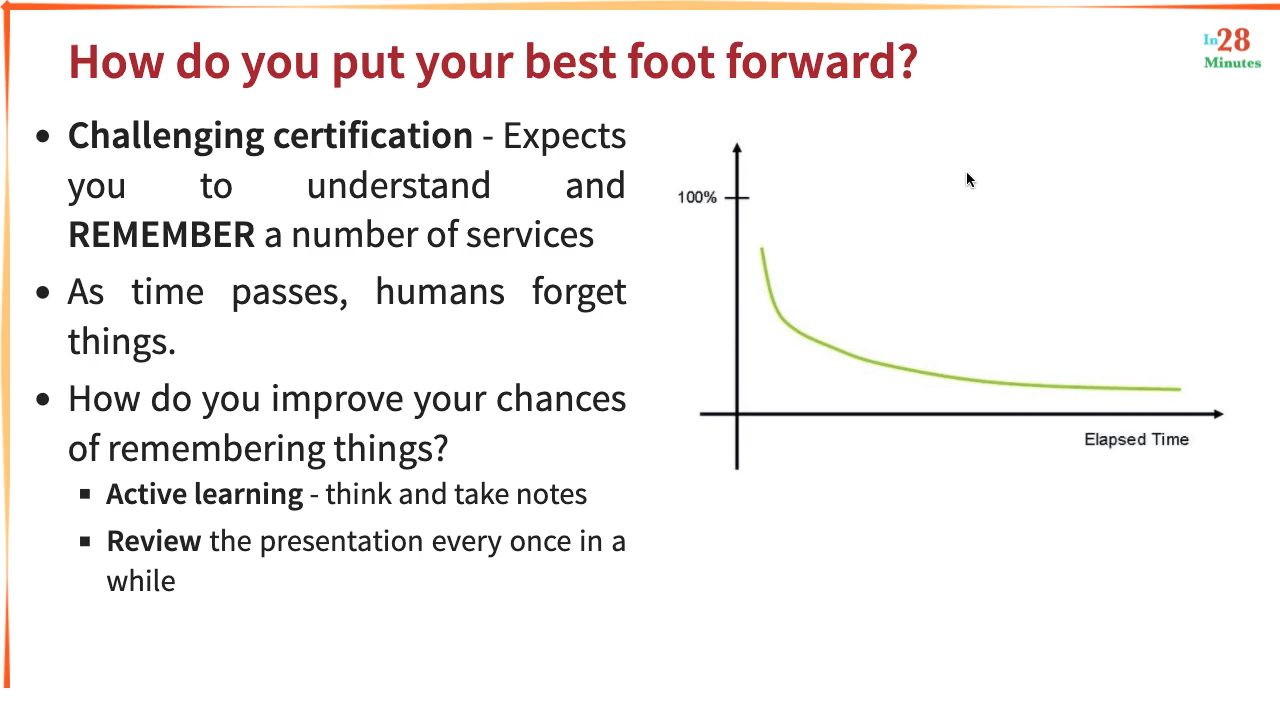 How do you put your best foot forward?
In28
Minutes
• Challenging certification - Expects
you to understand and
REMEMBER a number of services
• As time passes, humans forget
things.
• How do you improve your chances
of remembering things?
▪ Active learning - think and take notes
▪ Review the presentation every once in a
while
100%
Elapsed Time